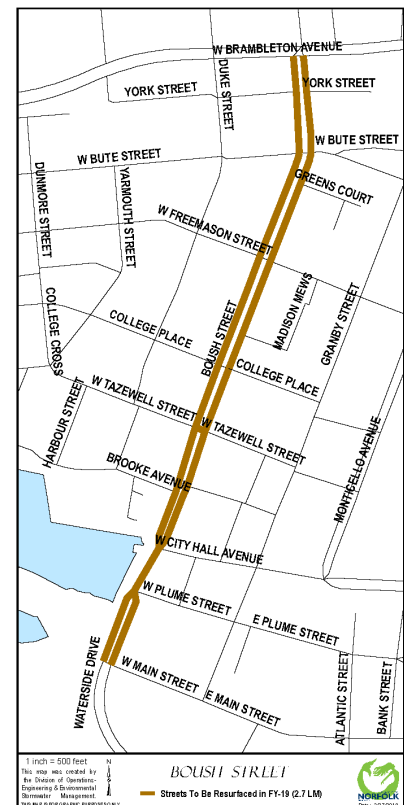 W BRAMBLETON AVENUE
YORK STREET
DUKE STREET
YORK STREET
W BUTE STREET
W BUTE STREET
GREENS COURT
DUNMORE STREET
YARMOUTH STREET
W FREEMASON STREET
MADISON MEWS
GRANBY STREET
COLLEGE CROSS
COLLEGE PLACE
BOUSH STREET
COLLEGE PLACE
W TAZEWELL STREET
W TAZEWELL STREET
HARBOUR STREET
MONTICELLO AVENUE
BROOKE AVENUE
W CITY HALL AVENUE
W PLUME STREET
E PLUME STREET
WATERSIDE DRIVE
W MAIN STREET
E MAIN STREET
ATLANTIC STREET
BANK STREET
1 inch = 500 feet
N
This map was created by
the Division of Operations-
Engineering & Environmental
Stormwater Management.
BOUSH STREET
Streets To Be Resurfaced in FY-19 (2.7 LM)
NORFOLK